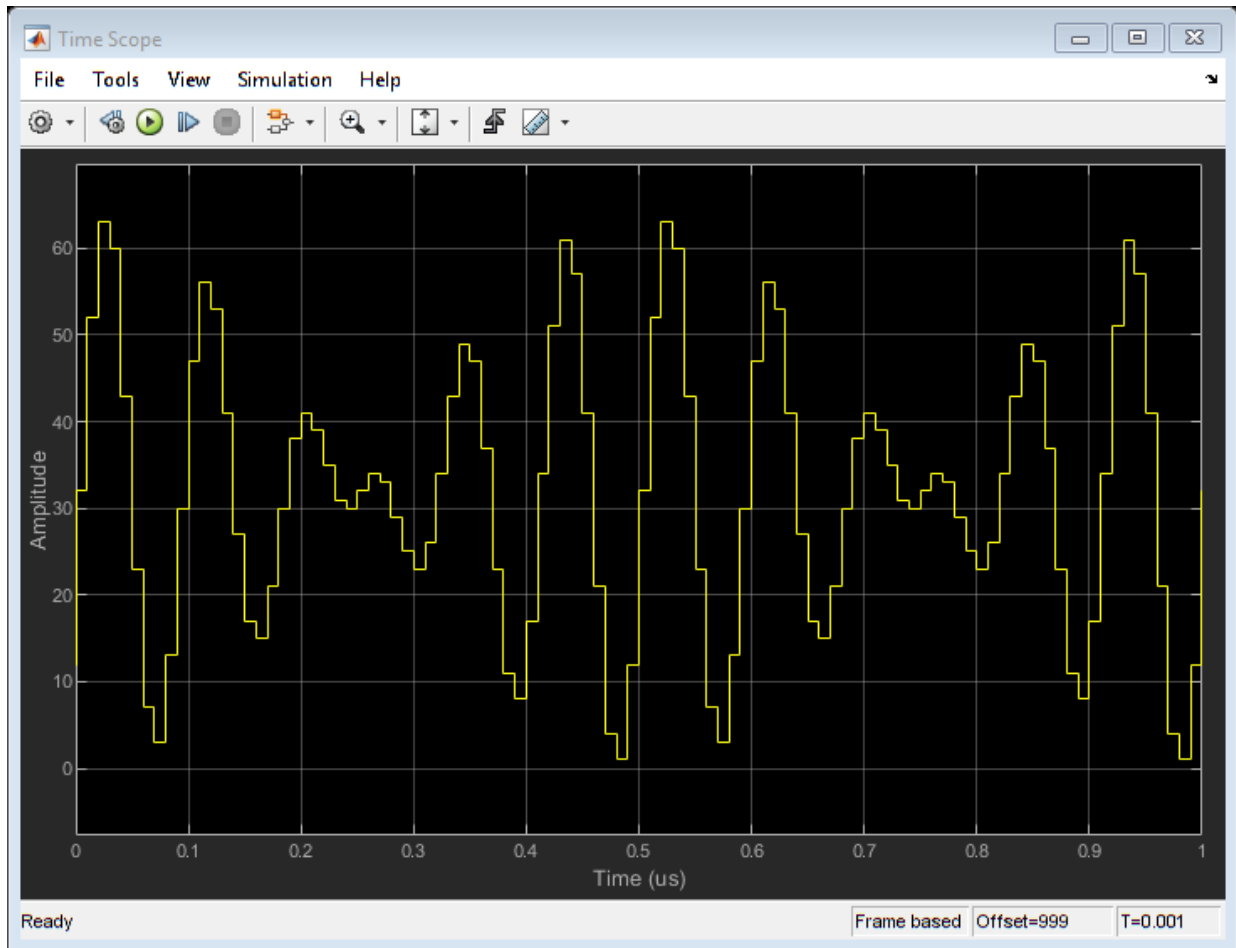 Time Scope
File Tools View Simulation Help
60
50
40
30
20
10
0
Amplitude
0 0.1 0.2 0.3 0.4 0.5 0.6 0.7 0.8 0.9 1
Time (us)
Ready Frame based Offset=999 T=0.001